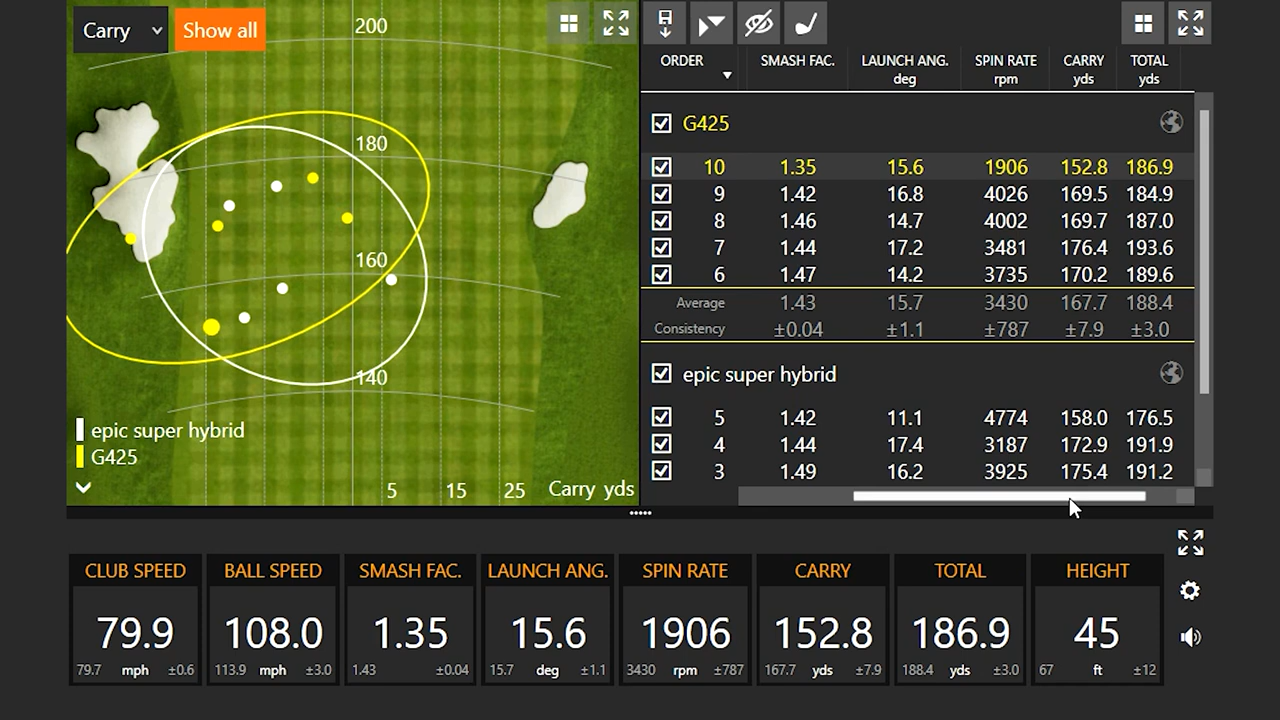 Carry Show all
200
180
160
140
epic super hybrid
G425
5 15 25 Carry yds
ORDER SMASH FAC. LAUNCH ANG. SPIN RATE CARRY TOTAL
deg rpm yds yds
G425
10 1.35 15.6 1906 152.8 186.9
9 1.42 16.8 4026 169.5 184.9
8 1.46 14.7 4002 169.7 187.0
7 1.44 17.2 3481 176.4 193.6
6 1.47 14.2 3735 170.2 189.6
Average 1.43 15.7 3430 167.7 188.4
Consistency ±0.04 ±1.1 ±787 ±7.9 ±3.0
epic super hybrid
5 1.42 11.1 4774 158.0 176.5
4 1.44 17.4 3187 172.9 191.9
3 1.49 16.2 3925 175.4 191.2
CLUB SPEED BALL SPEED SMASH FAC. LAUNCH ANG. SPIN RATE CARRY TOTAL HEIGHT
79.9 108.0 1.35 15.6 1906 152.8 186.9 45
79.7 mph ±0.6 113.9 mph ±3.0 1.43 ±0.04 15.7 deg ±1.1 3430 rpm ±787 167.7 yds ±7.9 188.4 yds ±3.0 67 ft ±12